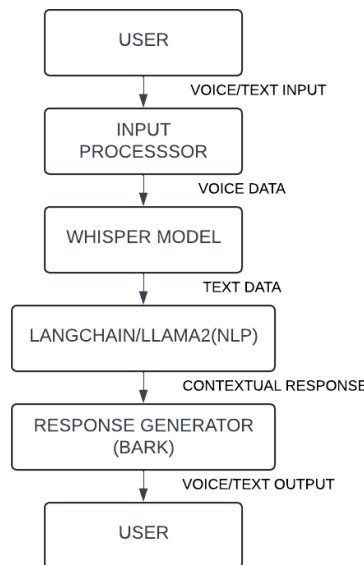 USER
VOICE/TEXT INPUT
INPUT
PROCESSSOR
VOICE DATA
WHISPER MODEL
TEXT DATA
LANGCHAIN/LLAMA2(NLP)
CONTEXTUAL RESPONSE
RESPONSE GENERATOR
(BARK)
VOICE/TEXT OUTPUT
USER